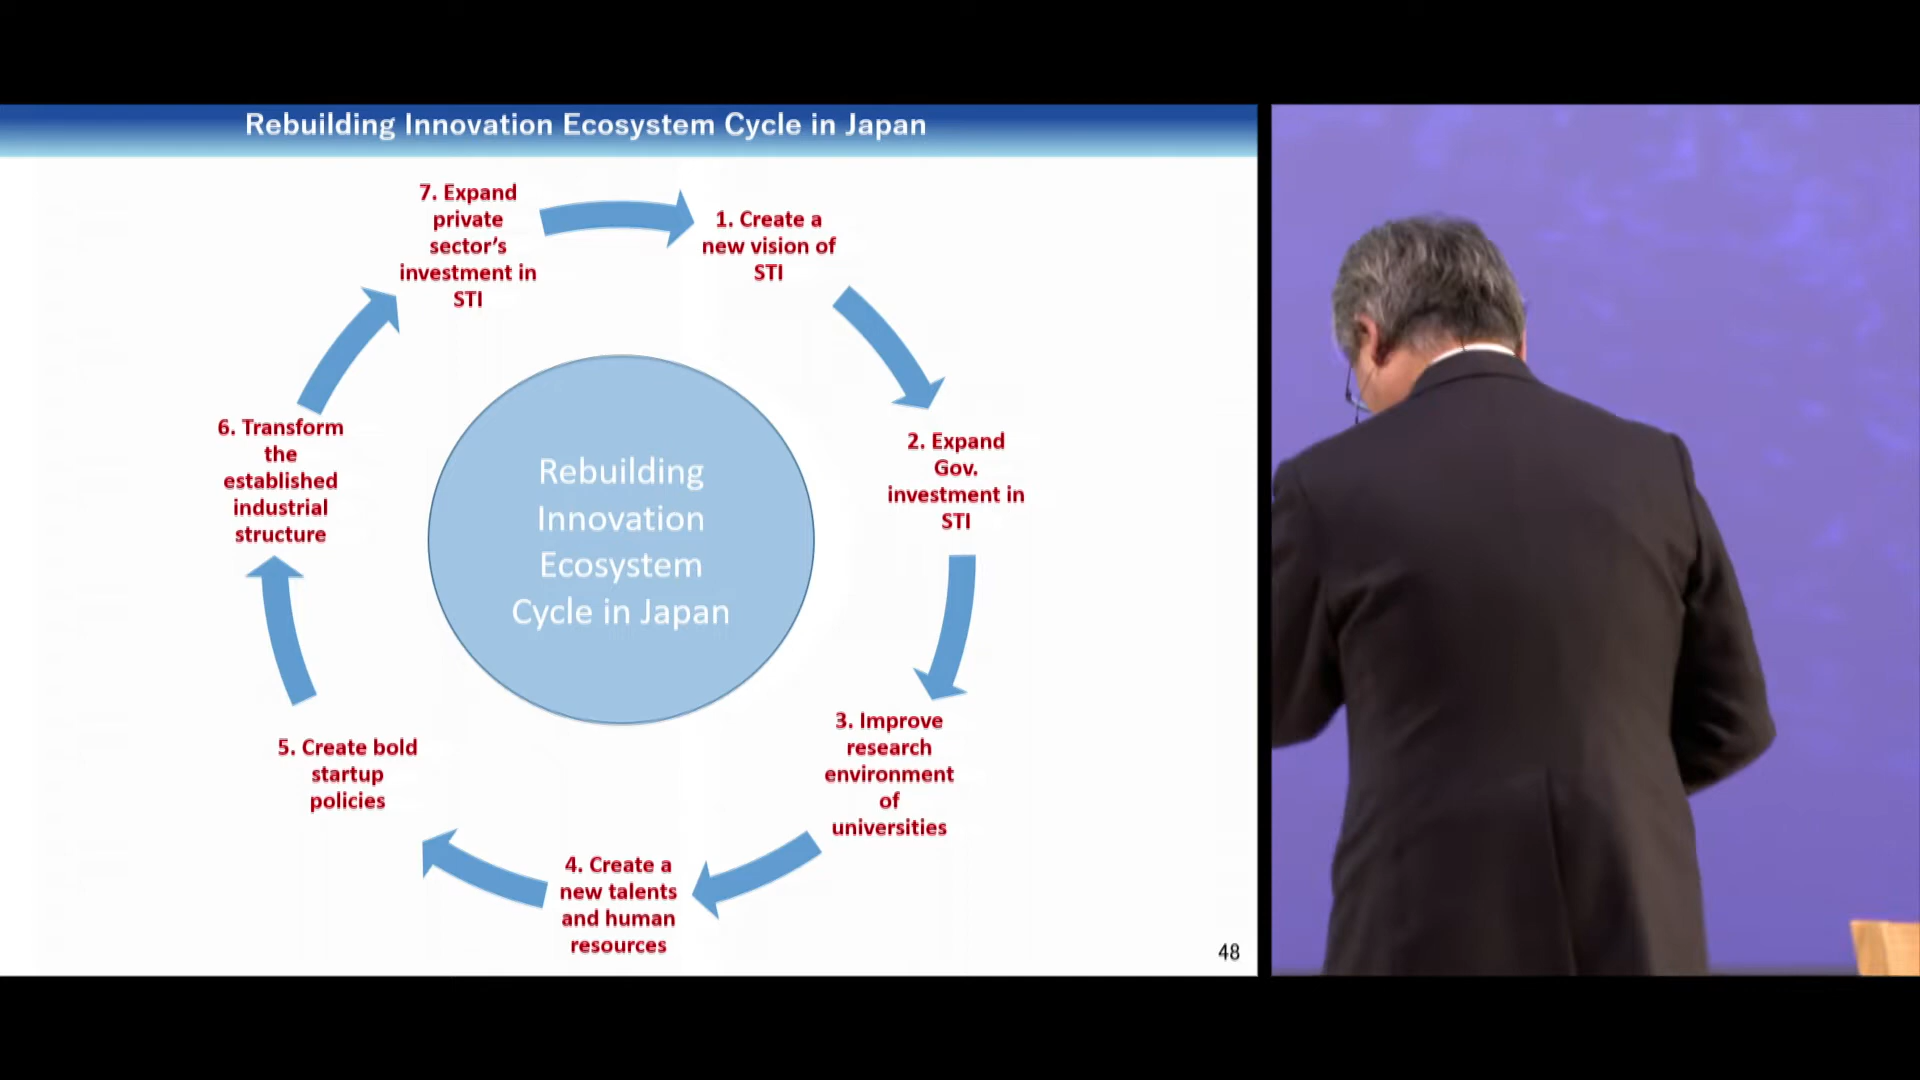 Rebuilding Innovation Ecosystem Cycle in Japan
7. Expand
private
sector's
investment in
STI
1. Create a
new vision of
STI
2. Expand
Gov.
investment in
STI
3. Improve
research
environment
of
universities
4. Create a
new talents
and human
resources
5. Create bold
startup
policies
6. Transform
the
established
industrial
structure
Rebuilding
Innovation
Ecosystem
Cycle in Japan
48